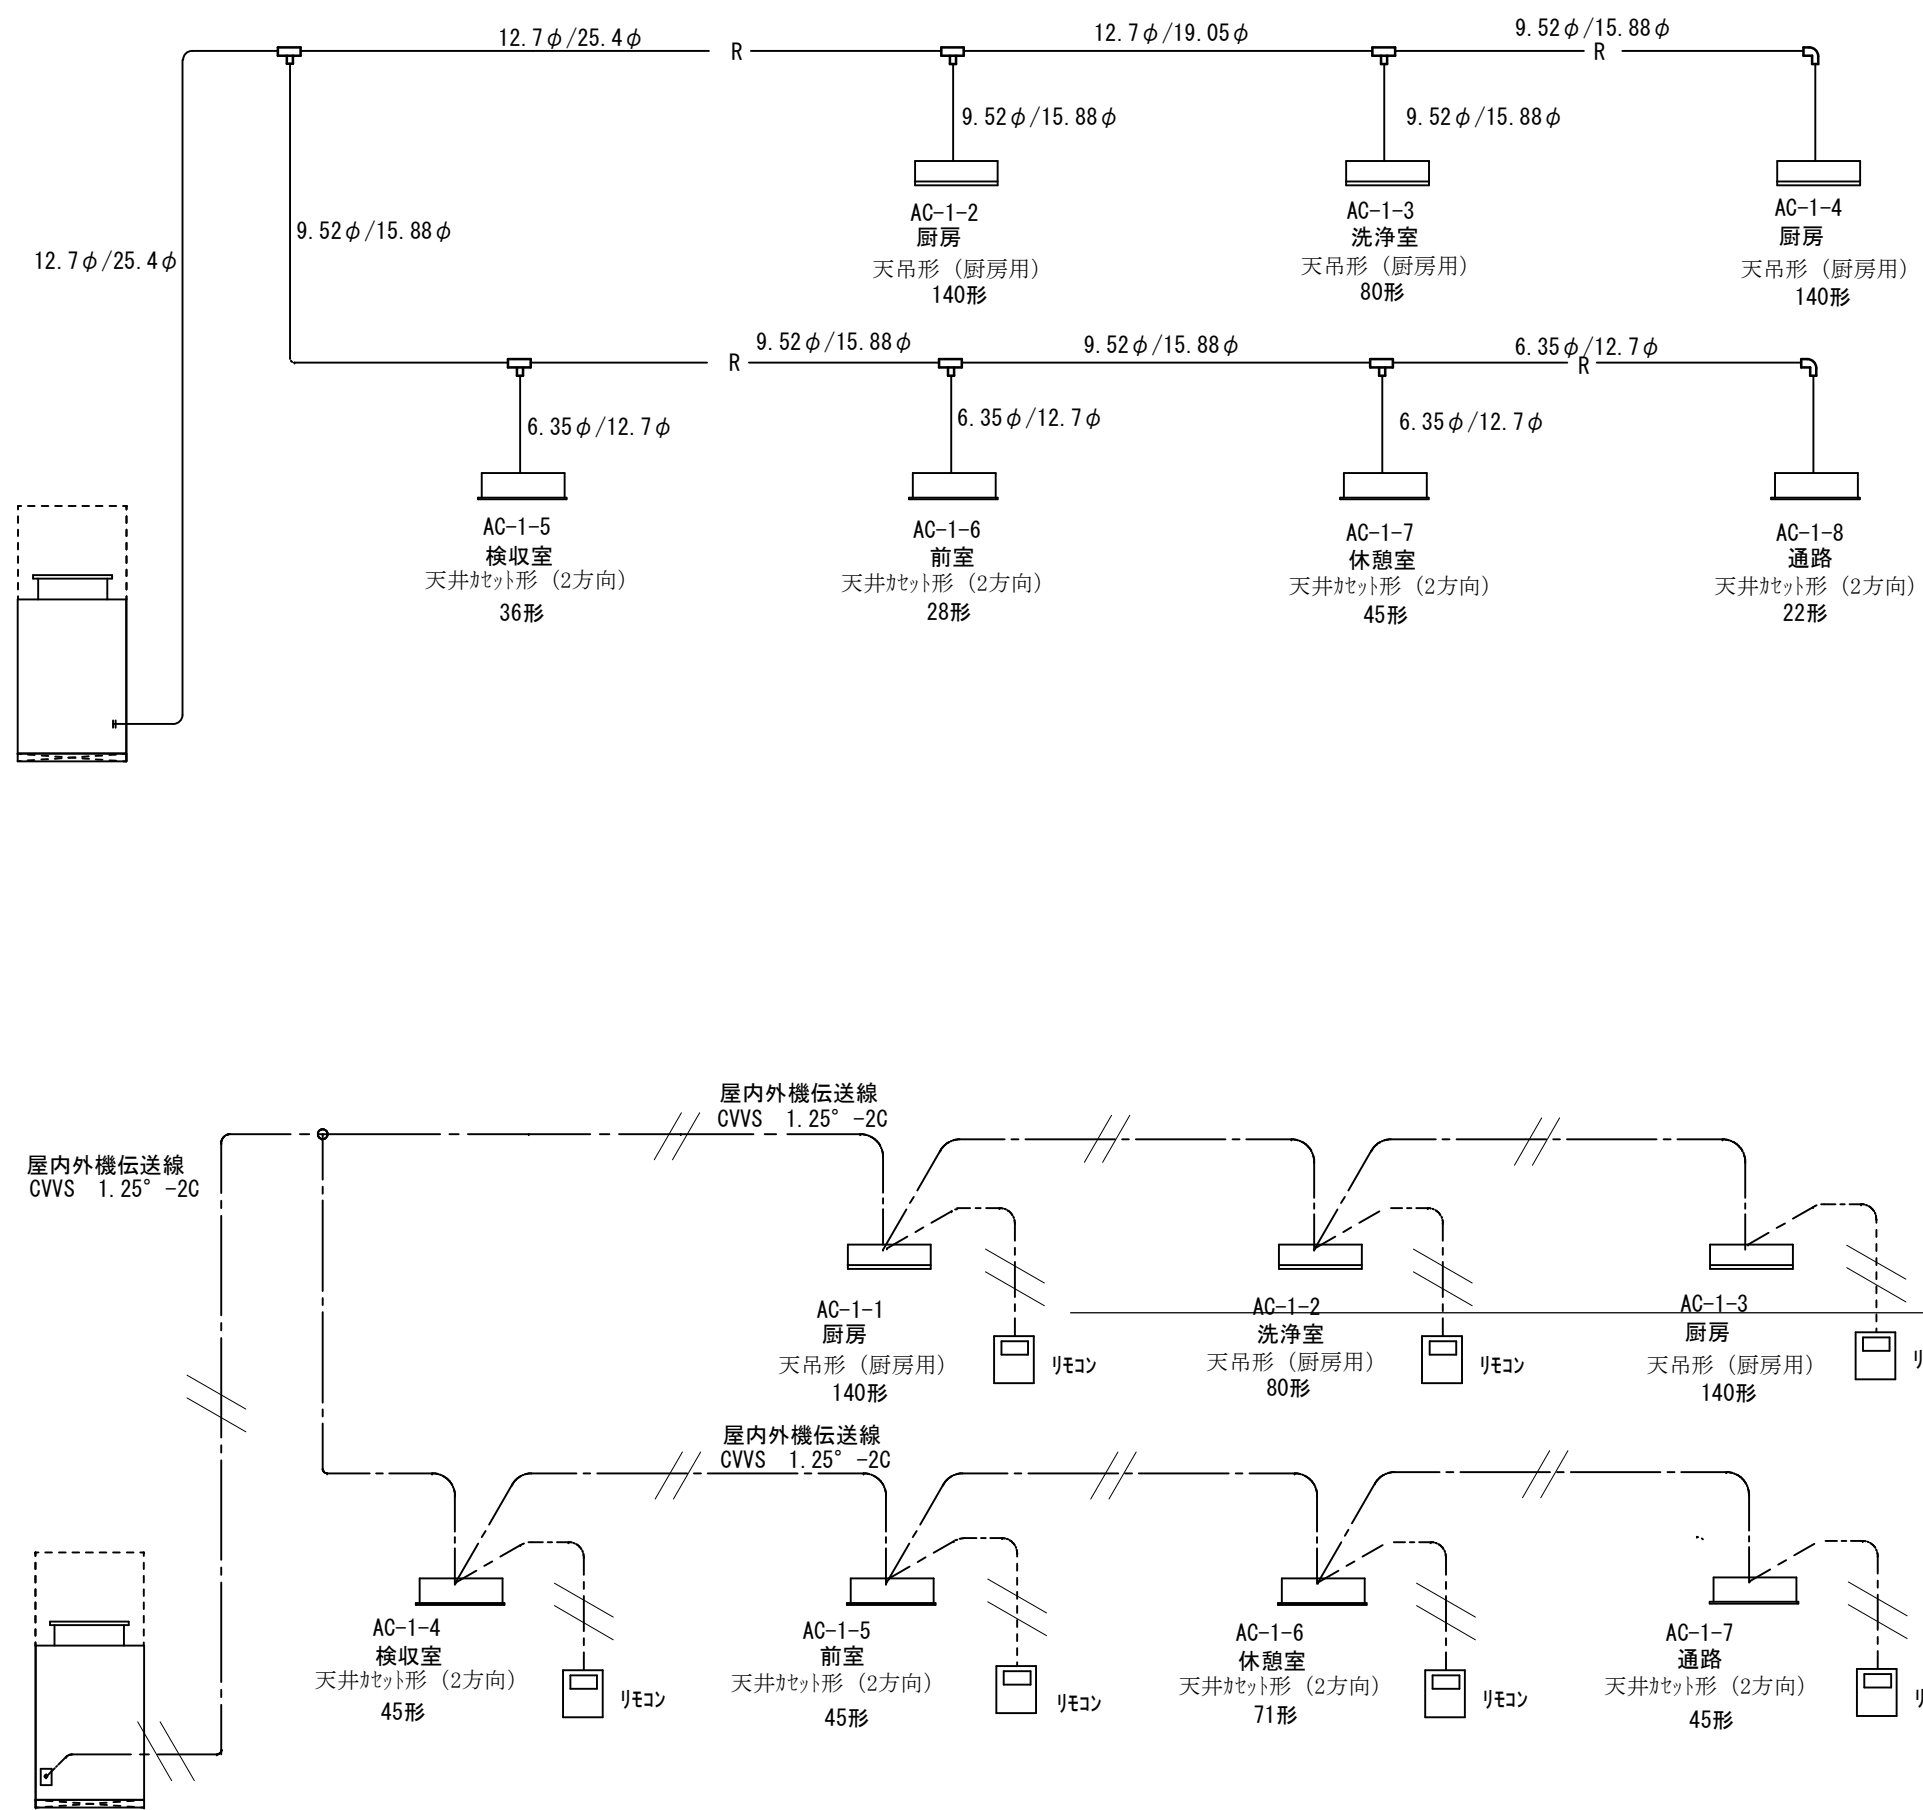 12.7φ/25.4φ
R
12.7φ/19.05φ
9.52φ/15.88φ
R
9.52φ/15.88φ
9.52φ/15.88φ
12.7φ/25.4φ
9.52φ/15.88φ
AC-1-2
厨房
天吊形（厨房用）
140形
AC-1-3
洗浄室
天吊形（厨房用）
80形
AC-1-4
厨房
天吊形（厨房用）
140形
R
9.52φ/15.88φ
9.52φ/15.88φ
6.35φ/12.7φ
R
6.35φ/12.7φ
6.35φ/12.7φ
6.35φ/12.7φ
AC-1-5
検収室
天井ｶｾｯﾄ形（2方向）
36形
AC-1-6
前室
天井ｶｾｯﾄ形（2方向）
28形
AC-1-7
休憩室
天井ｶｾｯﾄ形（2方向）
45形
AC-1-8
通路
天井ｶｾｯﾄ形（2方向）
22形
屋内外機伝送線
CVVS 1.25°-2C
屋内外機伝送線
CVVS 1.25°-2C
AC-1-1
厨房
天吊形（厨房用）
140形
ﾘﾓｺﾝ
AC-1-2
洗浄室
天吊形（厨房用）
80形
ﾘﾓｺﾝ
AC-1-3
厨房
天吊形（厨房用）
140形
屋内外機伝送線
CVVS 1.25°-2C
AC-1-4
検収室
天井ｶｾｯﾄ形（2方向）
45形
ﾘﾓｺﾝ
AC-1-5
前室
天井ｶｾｯﾄ形（2方向）
45形
ﾘﾓｺﾝ
AC-1-6
休憩室
天井ｶｾｯﾄ形（2方向）
71形
ﾘﾓｺﾝ
AC-1-7
通路
天井ｶｾｯﾄ形（2方向）
45形